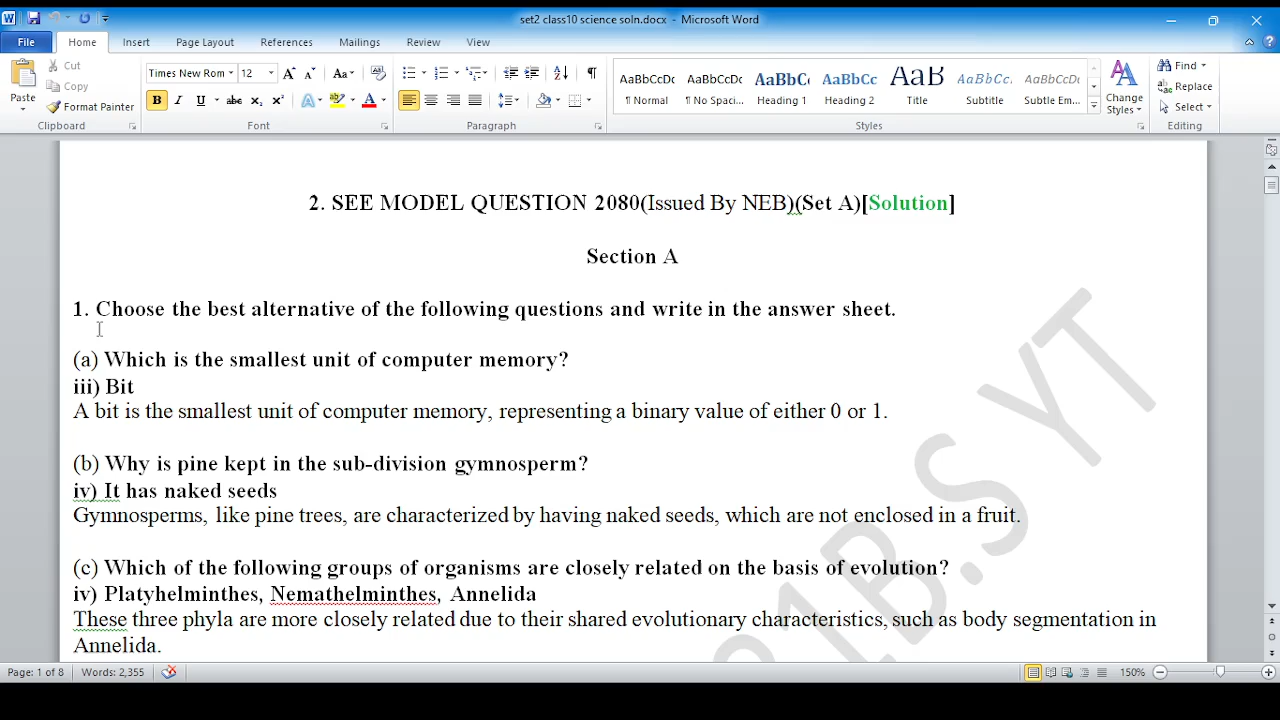 set2 class10 science soln.docx - Microsoft Word
File Home Insert Page Layout References Mailings Review View
Paste Cut Copy Format Painter Clipboard
Times New Rom 12 Aa B I U abc x₂ x² A A Font
Paragraph
AaBbCcDc AaBbCcDc AaBbCc AaBbCc AaB AaBbCcL AaBbCcDc
¶ Normal ¶ No Spaci... Heading 1 Heading 2 Title Subtitle Subtle Em... Change Styles
Styles
Find Replace Select Editing
2. SEE MODEL QUESTION 2080(Issued By NEB)(Set A)[Solution]
Section A
1. Choose the best alternative of the following questions and write in the answer sheet.
(a) Which is the smallest unit of computer memory?
iii) Bit
A bit is the smallest unit of computer memory, representing a binary value of either 0 or 1.
(b) Why is pine kept in the sub-division gymnosperm?
iv) It has naked seeds
Gymnosperms, like pine trees, are characterized by having naked seeds, which are not enclosed in a fruit.
(c) Which of the following groups of organisms are closely related on the basis of evolution?
iv) Platyhelminthes, Nemathelminthes, Annelida
These three phyla are more closely related due to their shared evolutionary characteristics, such as body segmentation in
Annelida.
1B.S YT
Page: 1 of 8 Words: 2,355 150%